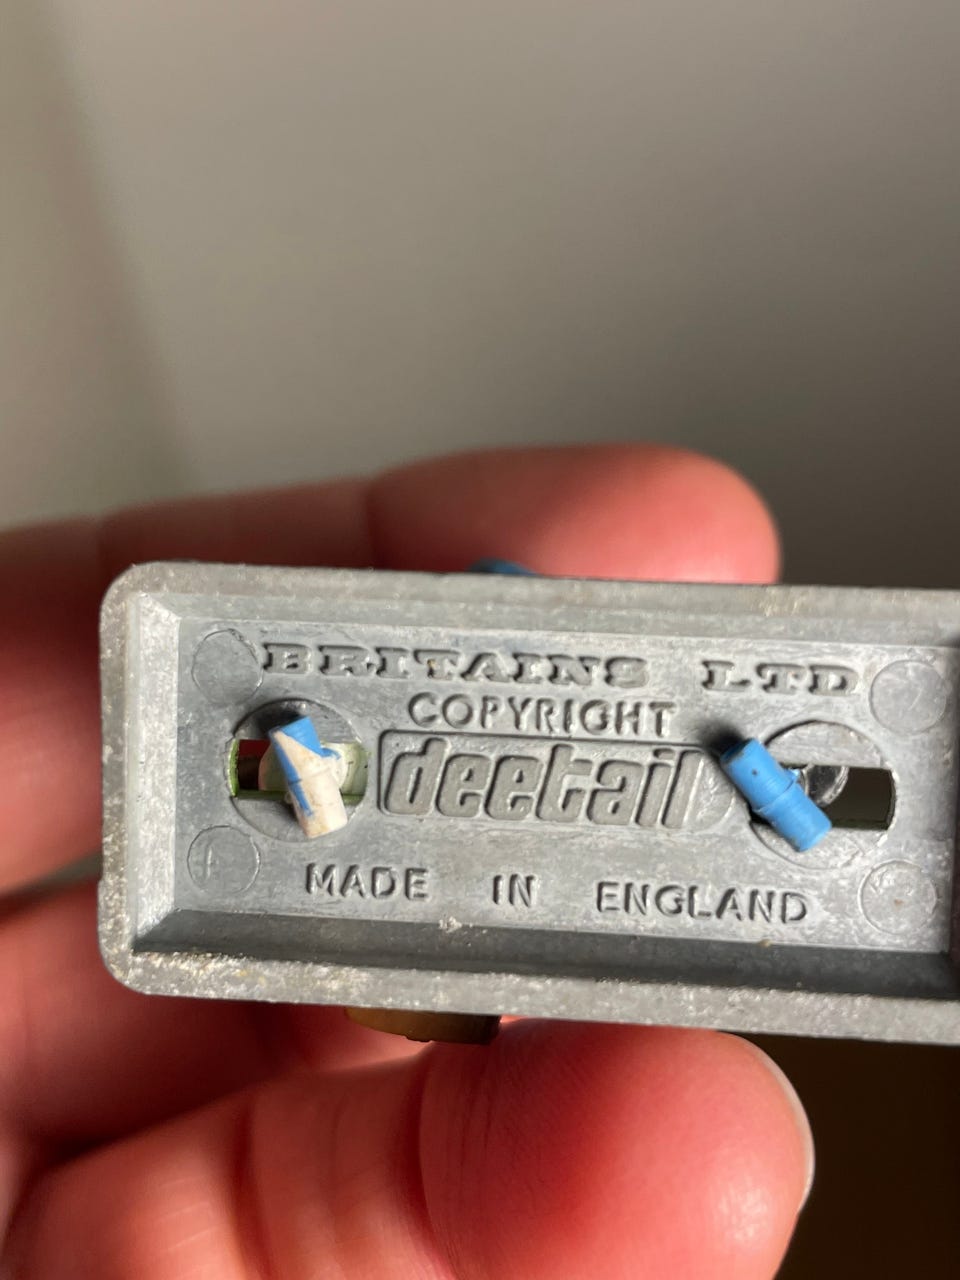 BRITAINS LTD
COPYRIGHT
deetail
MADE IN ENGLAND